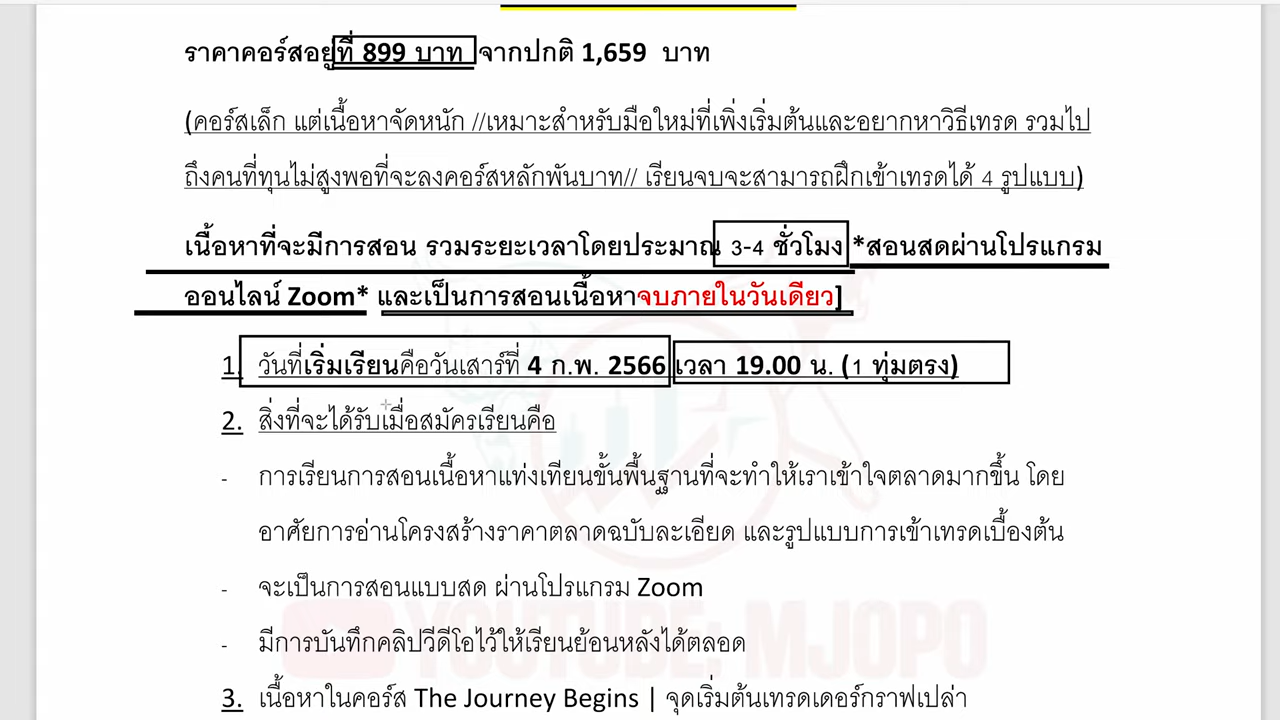 ราคาคอร์สอยู่ที่ 899 บาท จากปกติ 1,659 บาท
(คอร์สเล็ก แต่เนื้อหาจัดหนัก //เหมาะสำหรับมือใหม่ที่เพิ่งเริ่มต้นและอยากหาวิธีเทรด รวมไป
ถึงคนที่ทุนไม่สูงพอที่จะลงคอร์สหลักพันบาท// เรียนจบจะสามารถฝึกเข้าเทรดได้ 4 รูปแบบ)
เนื้อหาที่จะมีการสอน รวมระยะเวลาโดยประมาณ 3-4 ชั่วโมง *สอนสดผ่านโปรแกรม
ออนไลน์ Zoom* และเป็นการสอนเนื้อหาจบภายในวันเดียว]
1. วันที่เริ่มเรียนคือวันเสาร์ที่ 4 ก.พ. 2566 เวลา 19.00 น. (1 ทุ่มตรง)
2. สิ่งที่จะได้รับเมื่อสมัครเรียนคือ
- การเรียนการสอนเนื้อหาแท่งเทียนขั้นพื้นฐานที่จะทำให้เราเข้าใจตลาดมากขึ้น โดย
อาศัยการอ่านโครงสร้างราคาตลาดฉบับละเอียด และรูปแบบการเข้าเทรดเบื้องต้น
- จะเป็นการสอนแบบสด ผ่านโปรแกรม Zoom
- มีการบันทึกคลิปวีดีโอไว้ให้เรียนย้อนหลังได้ตลอด
YOUTUBE: MJOPO
3. เนื้อหาในคอร์ส The Journey Begins | จุดเริ่มต้นเทรดเดอร์กราฟเปล่า